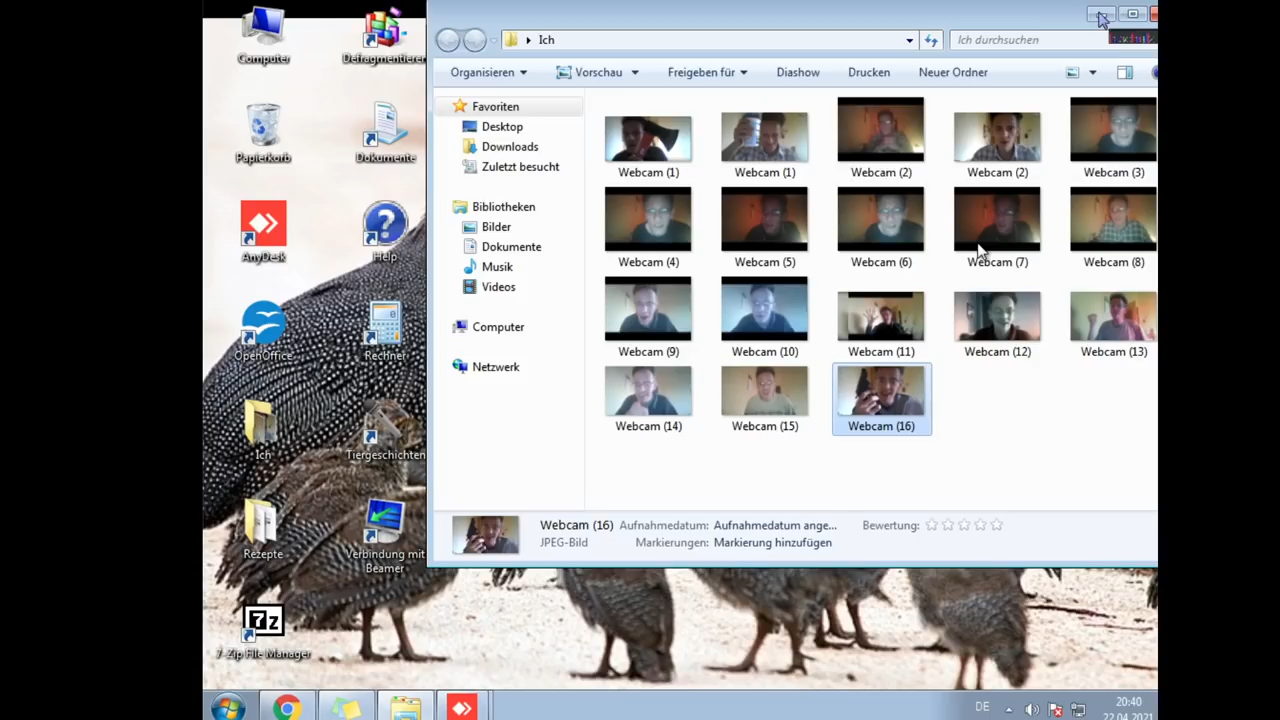 Computer
Defragmentieren
Papierkorb
Dokumente
AnyDesk
Help
OpenOffice
Rechner
Ich
Tiergeschichten
Rezepte
Verbindung mit
Beamer
7-Zip File Manager
Ich
Ich durchsuchen
Organisieren
Vorschau
Freigeben für
Diashow
Drucken
Neuer Ordner
Favoriten
Desktop
Downloads
Zuletzt besucht
Bibliotheken
Bilder
Dokumente
Musik
Videos
Computer
Netzwerk
Webcam (1)
Webcam (1)
Webcam (2)
Webcam (2)
Webcam (3)
Webcam (4)
Webcam (5)
Webcam (6)
Webcam (7)
Webcam (8)
Webcam (9)
Webcam (10)
Webcam (11)
Webcam (12)
Webcam (13)
Webcam (14)
Webcam (15)
Webcam (16)
Webcam (16) Aufnahmedatum: Aufnahmedatum ange... Bewertung:
JPEG-Bild Markierungen: Markierung hinzufügen
DE
20:40
22.04.2021